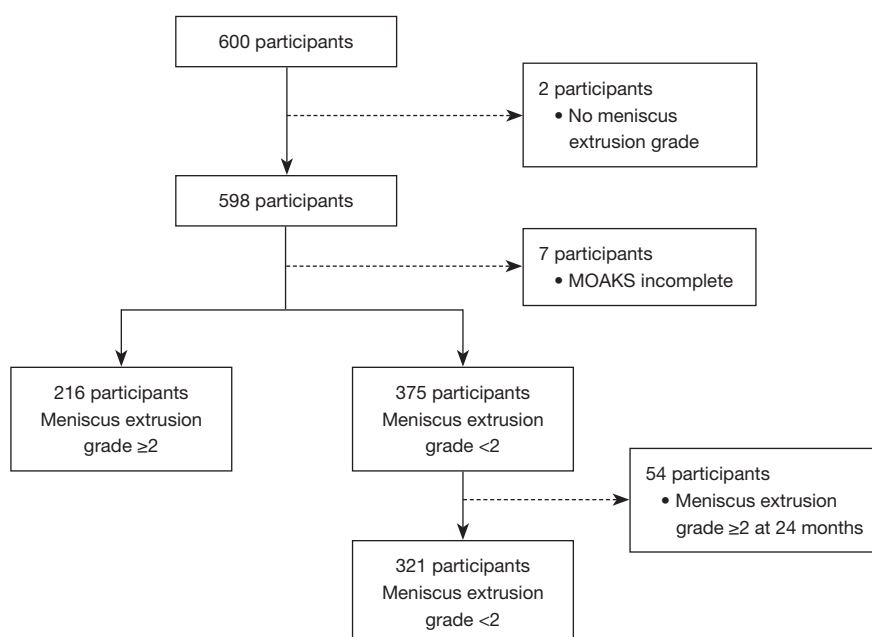 600 participants
2 participants
• No meniscus
extrusion grade
598 participants
7 participants
• MOAKS incomplete
216 participants
Meniscus extrusion
grade ≥2
375 participants
Meniscus extrusion
grade <2
54 participants
• Meniscus extrusion
grade ≥2 at 24 months
321 participants
Meniscus extrusion
grade <2